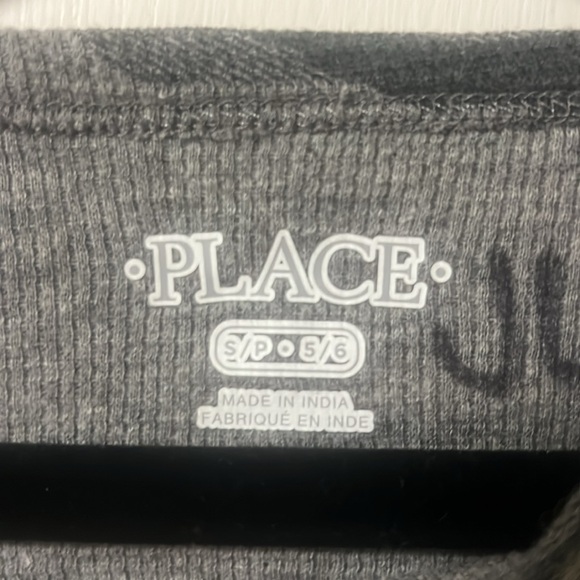 •PLACE•
S/P • 5/6
MADE IN INDIA
FABRIQUÉ EN INDE